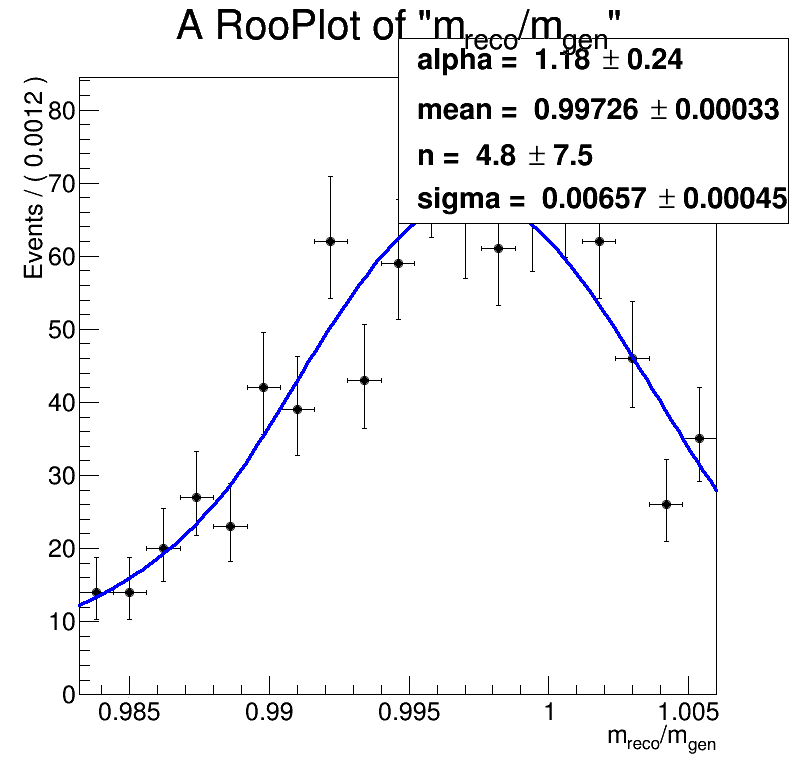 A RooPlot of "m_reco/m_gen"
alpha = 1.18 ± 0.24
mean = 0.99726 ± 0.00033
n = 4.8 ± 7.5
sigma = 0.00657 ± 0.00045
Events / ( 0.0012 )
80
70
60
50
40
30
20
10
0
0.985 0.99 0.995 1 1.005
m_reco/m_gen